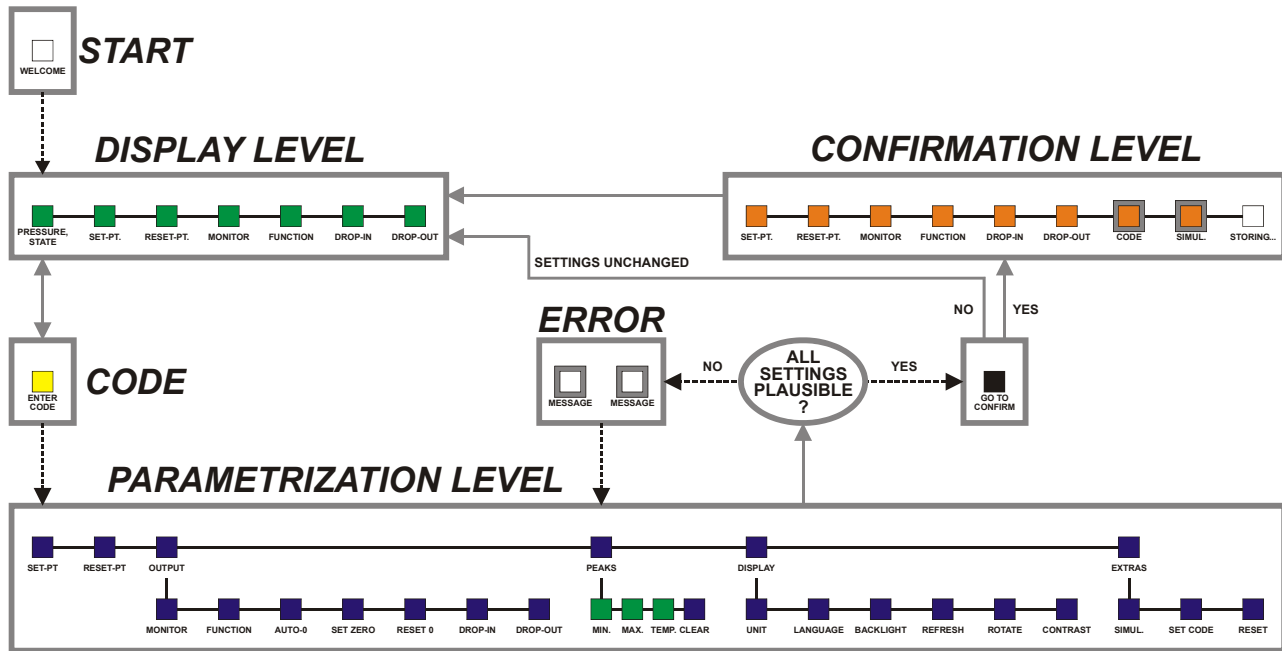 START
WELCOME
DISPLAY LEVEL
CONFIRMATION LEVEL
PRESSURE,
STATE
SET-PT.
RESET-PT.
MONITOR
FUNCTION
DROP-IN
DROP-OUT
SET-PT.
RESET-PT.
MONITOR
FUNCTION
DROP-IN
DROP-OUT
CODE
SIMUL.
STORING...
SETTINGS UNCHANGED
NO
YES
ERROR
CODE
ENTER
CODE
MESSAGE
MESSAGE
NO
ALL
SETTINGS
PLAUSIBLE
?
YES
GO TO
CONFIRM
PARAMETRIZATION LEVEL
SET-PT
RESET-PT
OUTPUT
PEAKS
DISPLAY
EXTRAS
MONITOR
FUNCTION
AUTO-0
SET ZERO
RESET 0
DROP-IN
DROP-OUT
MIN.
MAX.
TEMP.
CLEAR
UNIT
LANGUAGE
BACKLIGHT
REFRESH
ROTATE
CONTRAST
SIMUL.
SET CODE
RESET